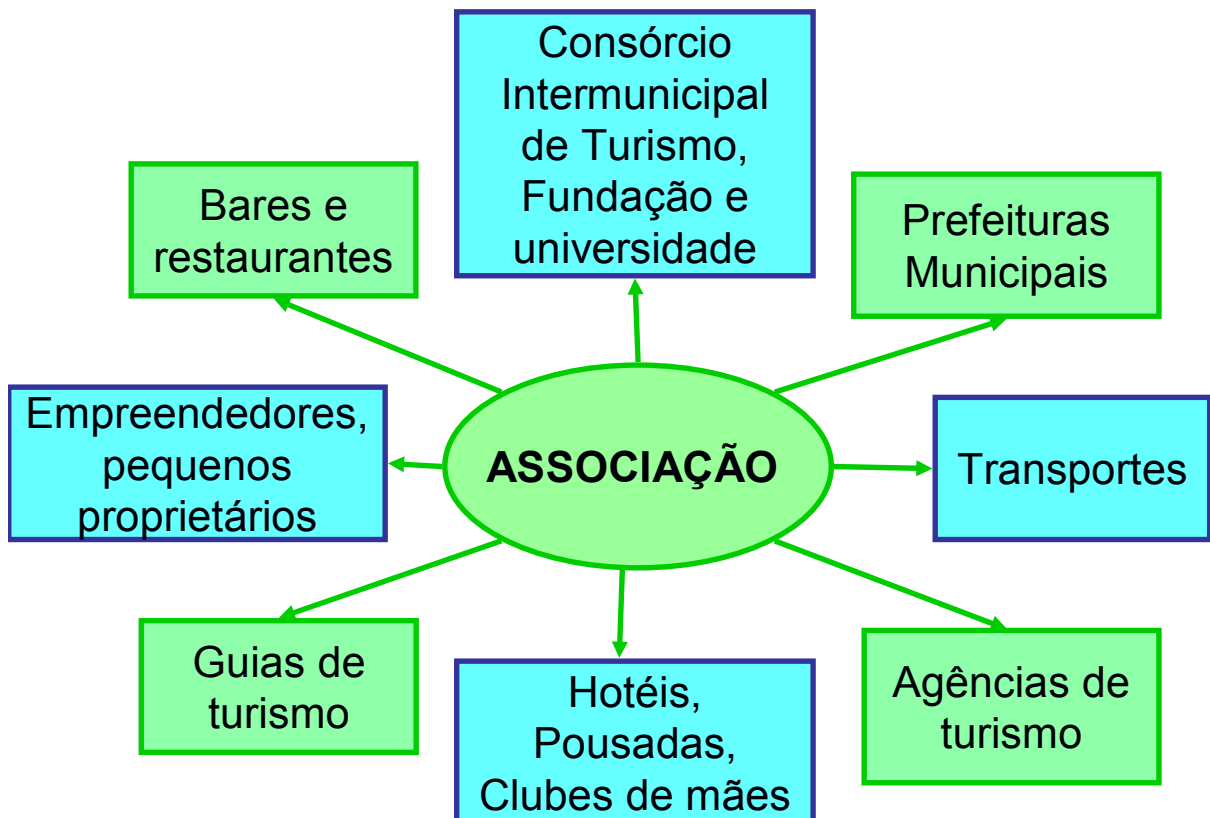 Consórcio
Intermunicipal
de Turismo,
Fundação e
universidade
Bares e
restaurantes
Prefeituras
Municipais
Empreendedores,
pequenos
proprietários
ASSOCIAÇÃO
Transportes
Guias de
turismo
Hotéis,
Pousadas,
Clubes de mães
Agências de
turismo